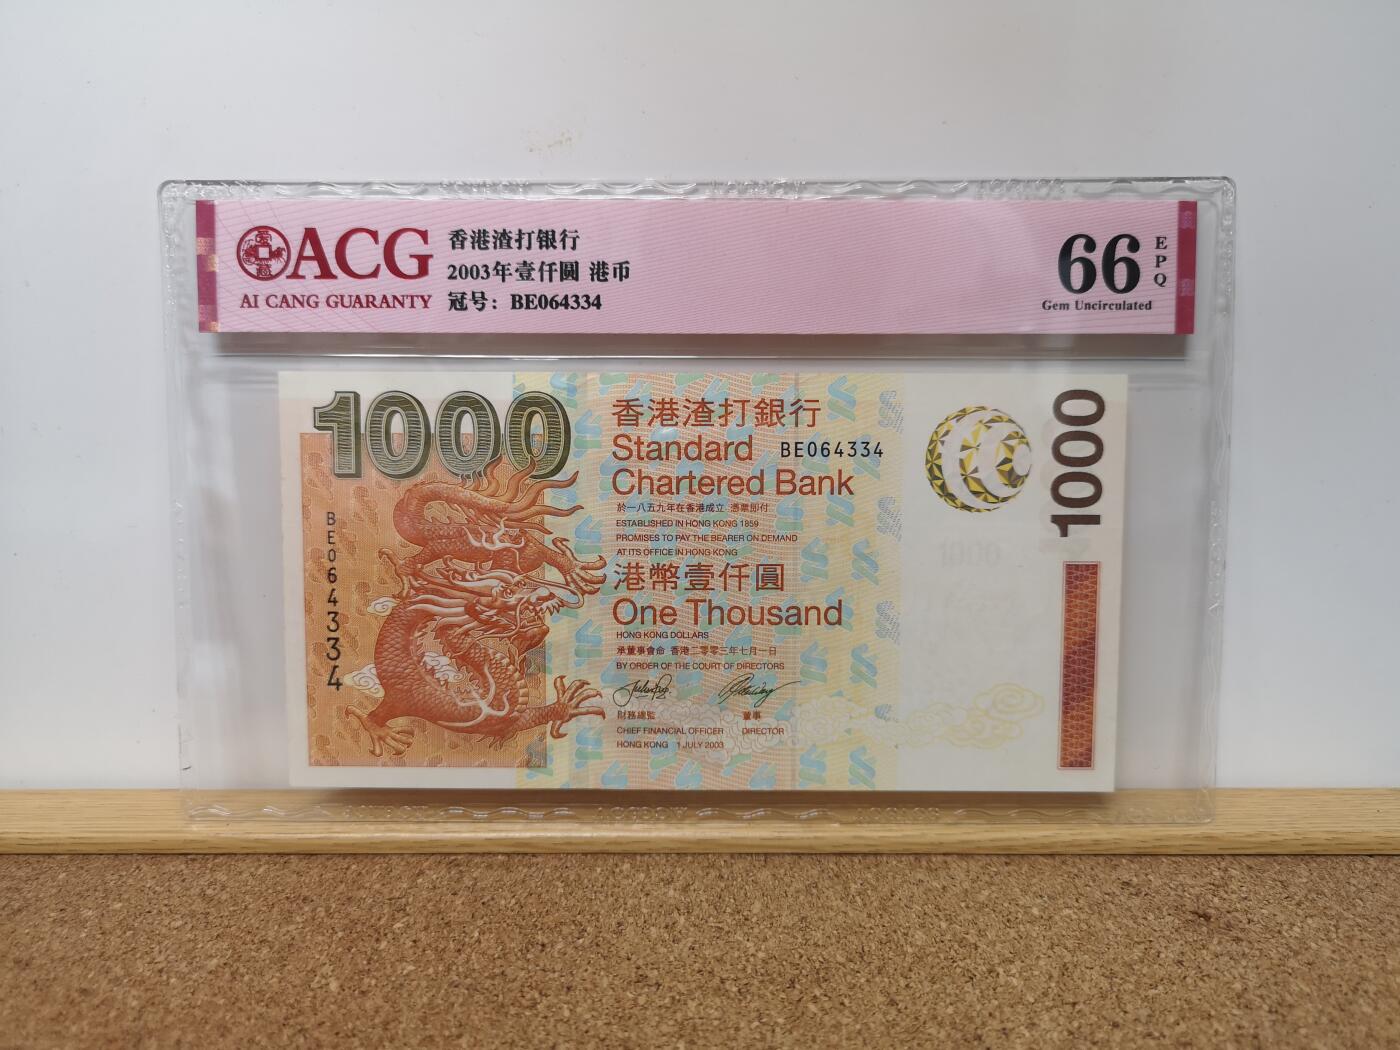 ACG
AI CANG GUARANTY
香港渣打银行
2003年壹仟圆 港币
冠号：BE064334
66
EPQ
Gem Uncirculated
1000
香港渣打銀行
Standard
BE064334
Chartered Bank
於一八五九年在香港成立 憑票即付
ESTABLISHED IN HONG KONG 1859
PROMISES TO PAY THE BEARER ON DEMAND
AT ITS OFFICE IN HONG KONG
港幣壹仟圓
One Thousand
HONG KONG DOLLARS
承董事會命 香港二零零三年七月一日
BY ORDER OF THE COURT OF DIRECTORS
財務總監 董事
CHIEF FINANCIAL OFFICER DIRECTOR
HONG KONG 1 JULY 2003
BE064334
1000
1000